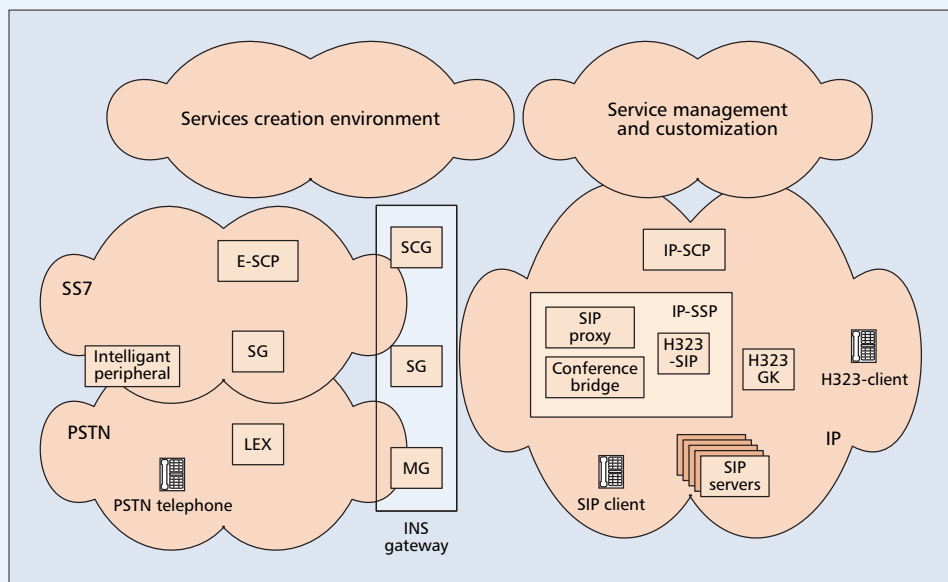 Services creation environment
Service management
and customization
SS7
E-SCP
SG
Intelligant
peripheral
PSTN
LEX
PSTN telephone
SCG
SG
MG
INS
gateway
IP-SCP
IP-SSP
SIP
proxy
Conference
bridge
H323
-SIP
H323
GK
H323-client
IP
SIP client
SIP
servers